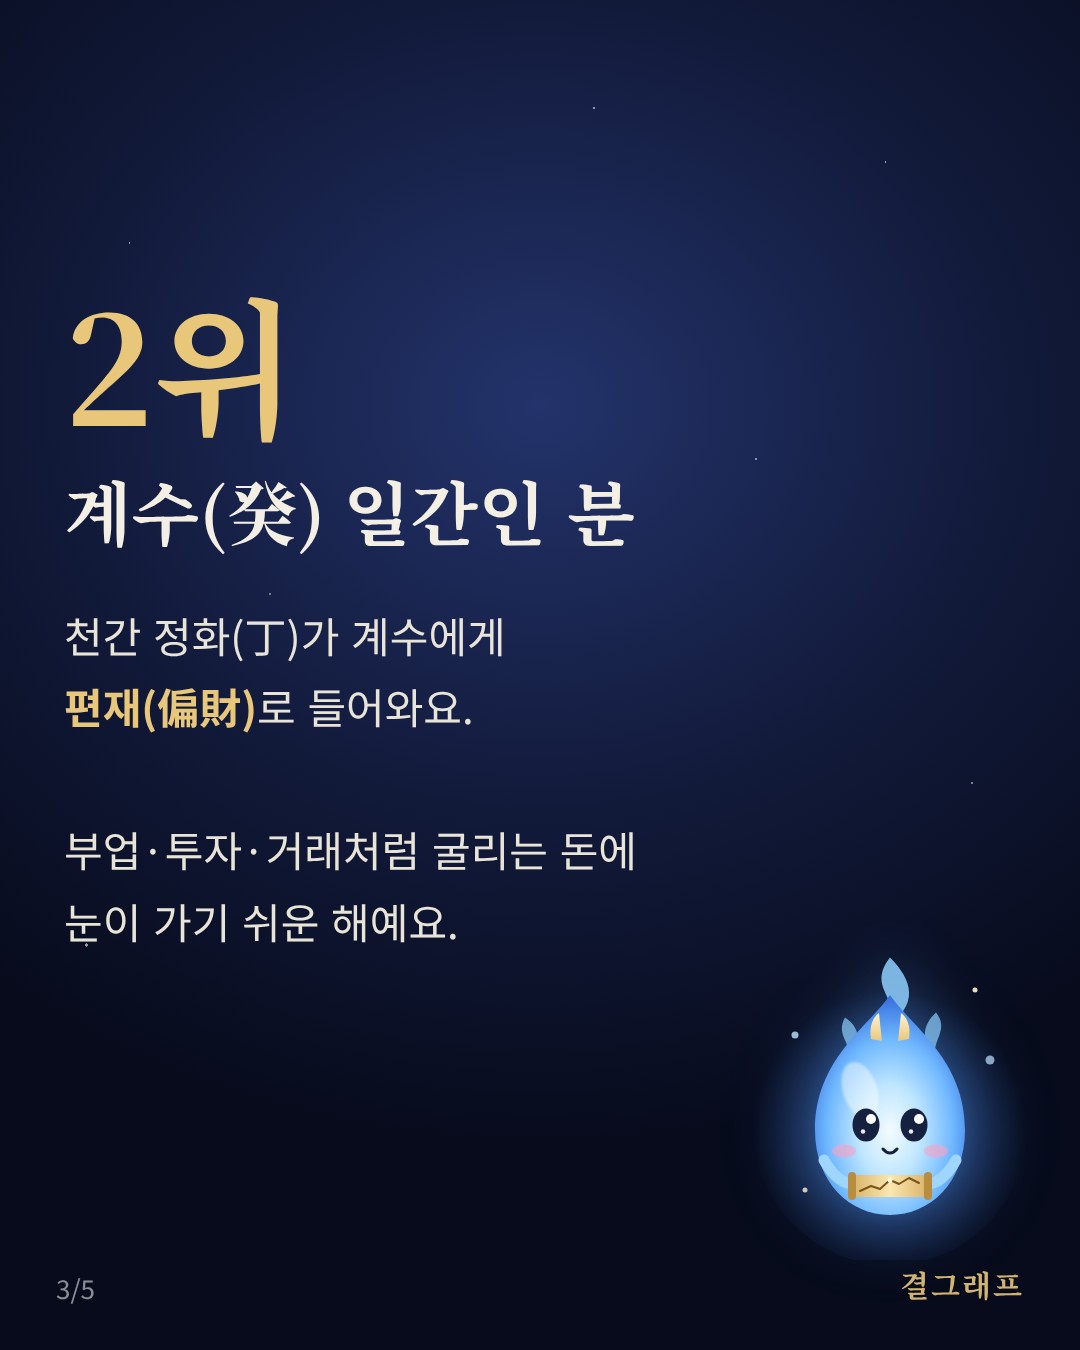 2위
계수(癸) 일간인 분
천간 정화(丁)가 계수에게
편재(偏財)로 들어와요.
부업·투자·거래처럼 굴리는 돈에
눈이 가기 쉬운 해예요.
3/5
결그래프